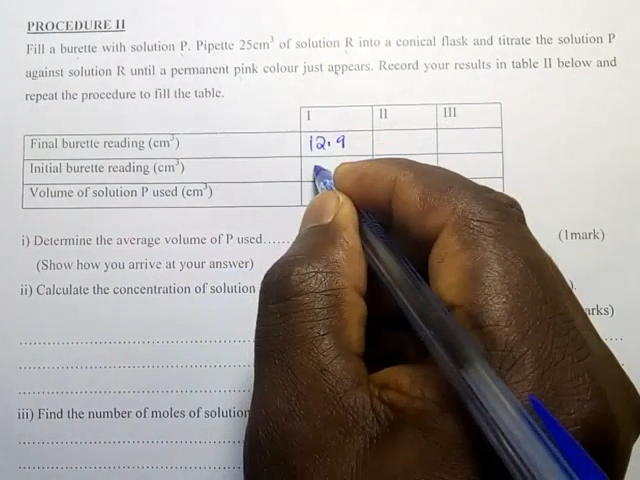 PROCEDURE II
Fill a burette with solution P. Pipette 25cm³ of solution R into a conical flask and titrate the solution P
against solution R until a permanent pink colour just appears. Record your results in table II below and
repeat the procedure to fill the table.
I II III
Final burette reading (cm³) 12.9
Initial burette reading (cm³)
Volume of solution P used (cm³)
i) Determine the average volume of P used...... (1mark)
(Show how you arrive at your answer)
ii) Calculate the concentration of solution ).
arks)
iii) Find the number of moles of solution